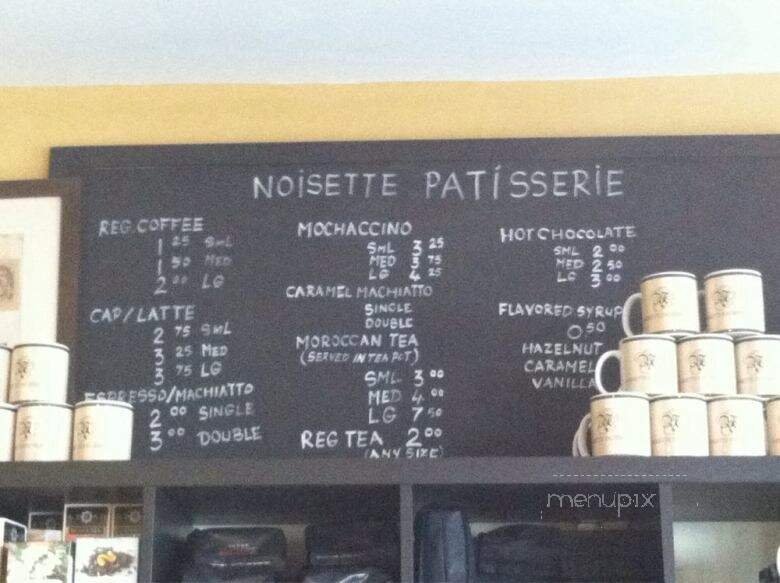 NOISETTE PATISSERIE
REG. COFFEE
1 25 SML
1 50 MED
2 00 LG
CAP/LATTE
2 75 SML
3 25 MED
3 75 LG
ESPRESSO/MACHIATTO
2 00 SINGLE
3 00 DOUBLE
MOCHACCINO
SML 3 25
MED 3 75
LG 4 25
CARAMEL MACHIATTO
SINGLE
DOUBLE
MOROCCAN TEA
(SERVED IN TEA POT)
SML 3 00
MED 4 00
LG 7 50
REG TEA 2 00
(ANY SIZE)
HOT CHOCOLATE
SML 2 00
MED 2 50
LG 3 00
FLAVORED SYRUP
0,50
HAZELNUT
CARAMEL
VANILLA
menupix